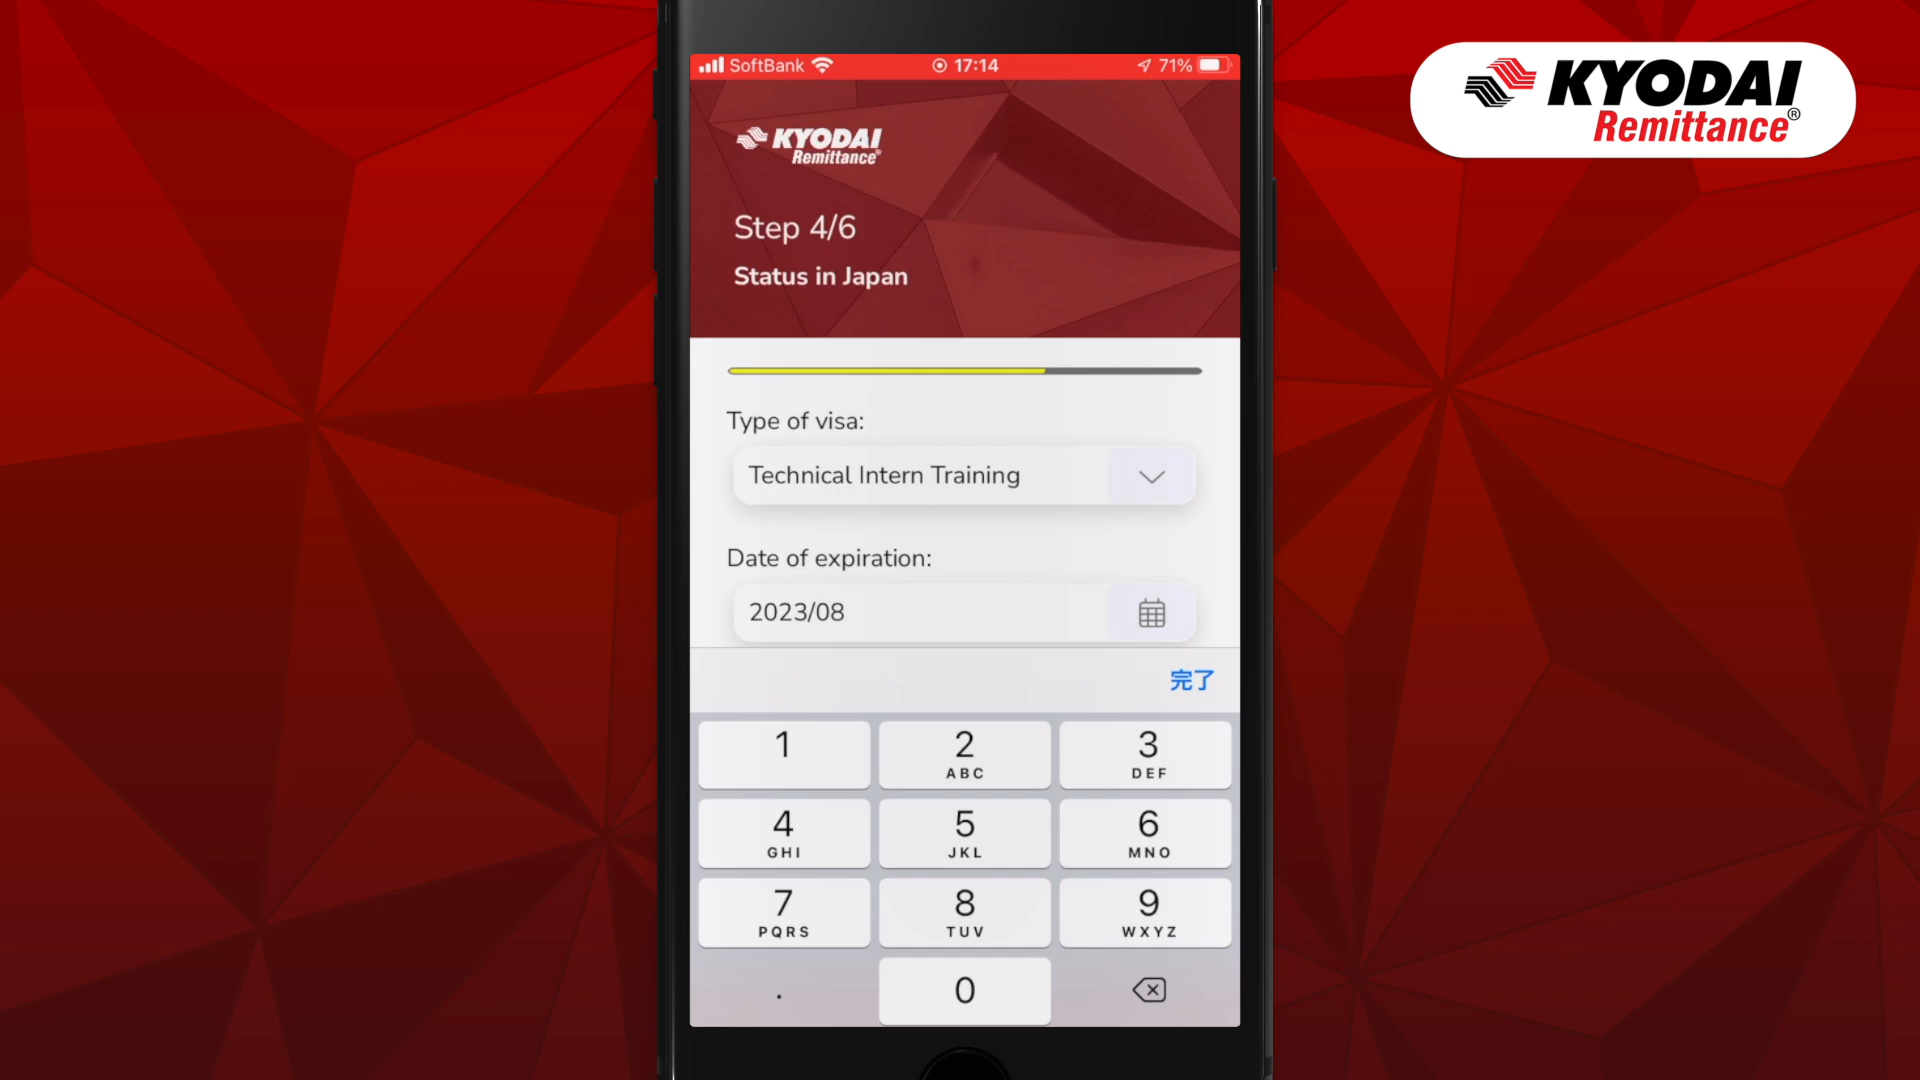 SoftBank 17:14 71%
KYODAI
Remittance®
KYODAI
Remittance®
Step 4/6
Status in Japan
Type of visa:
Technical Intern Training
Date of expiration:
2023/08
完了
1 2 3
ABC DEF
4 5 6
GHI JKL MNO
7 8 9
PQRS TUV WXYZ
. 0